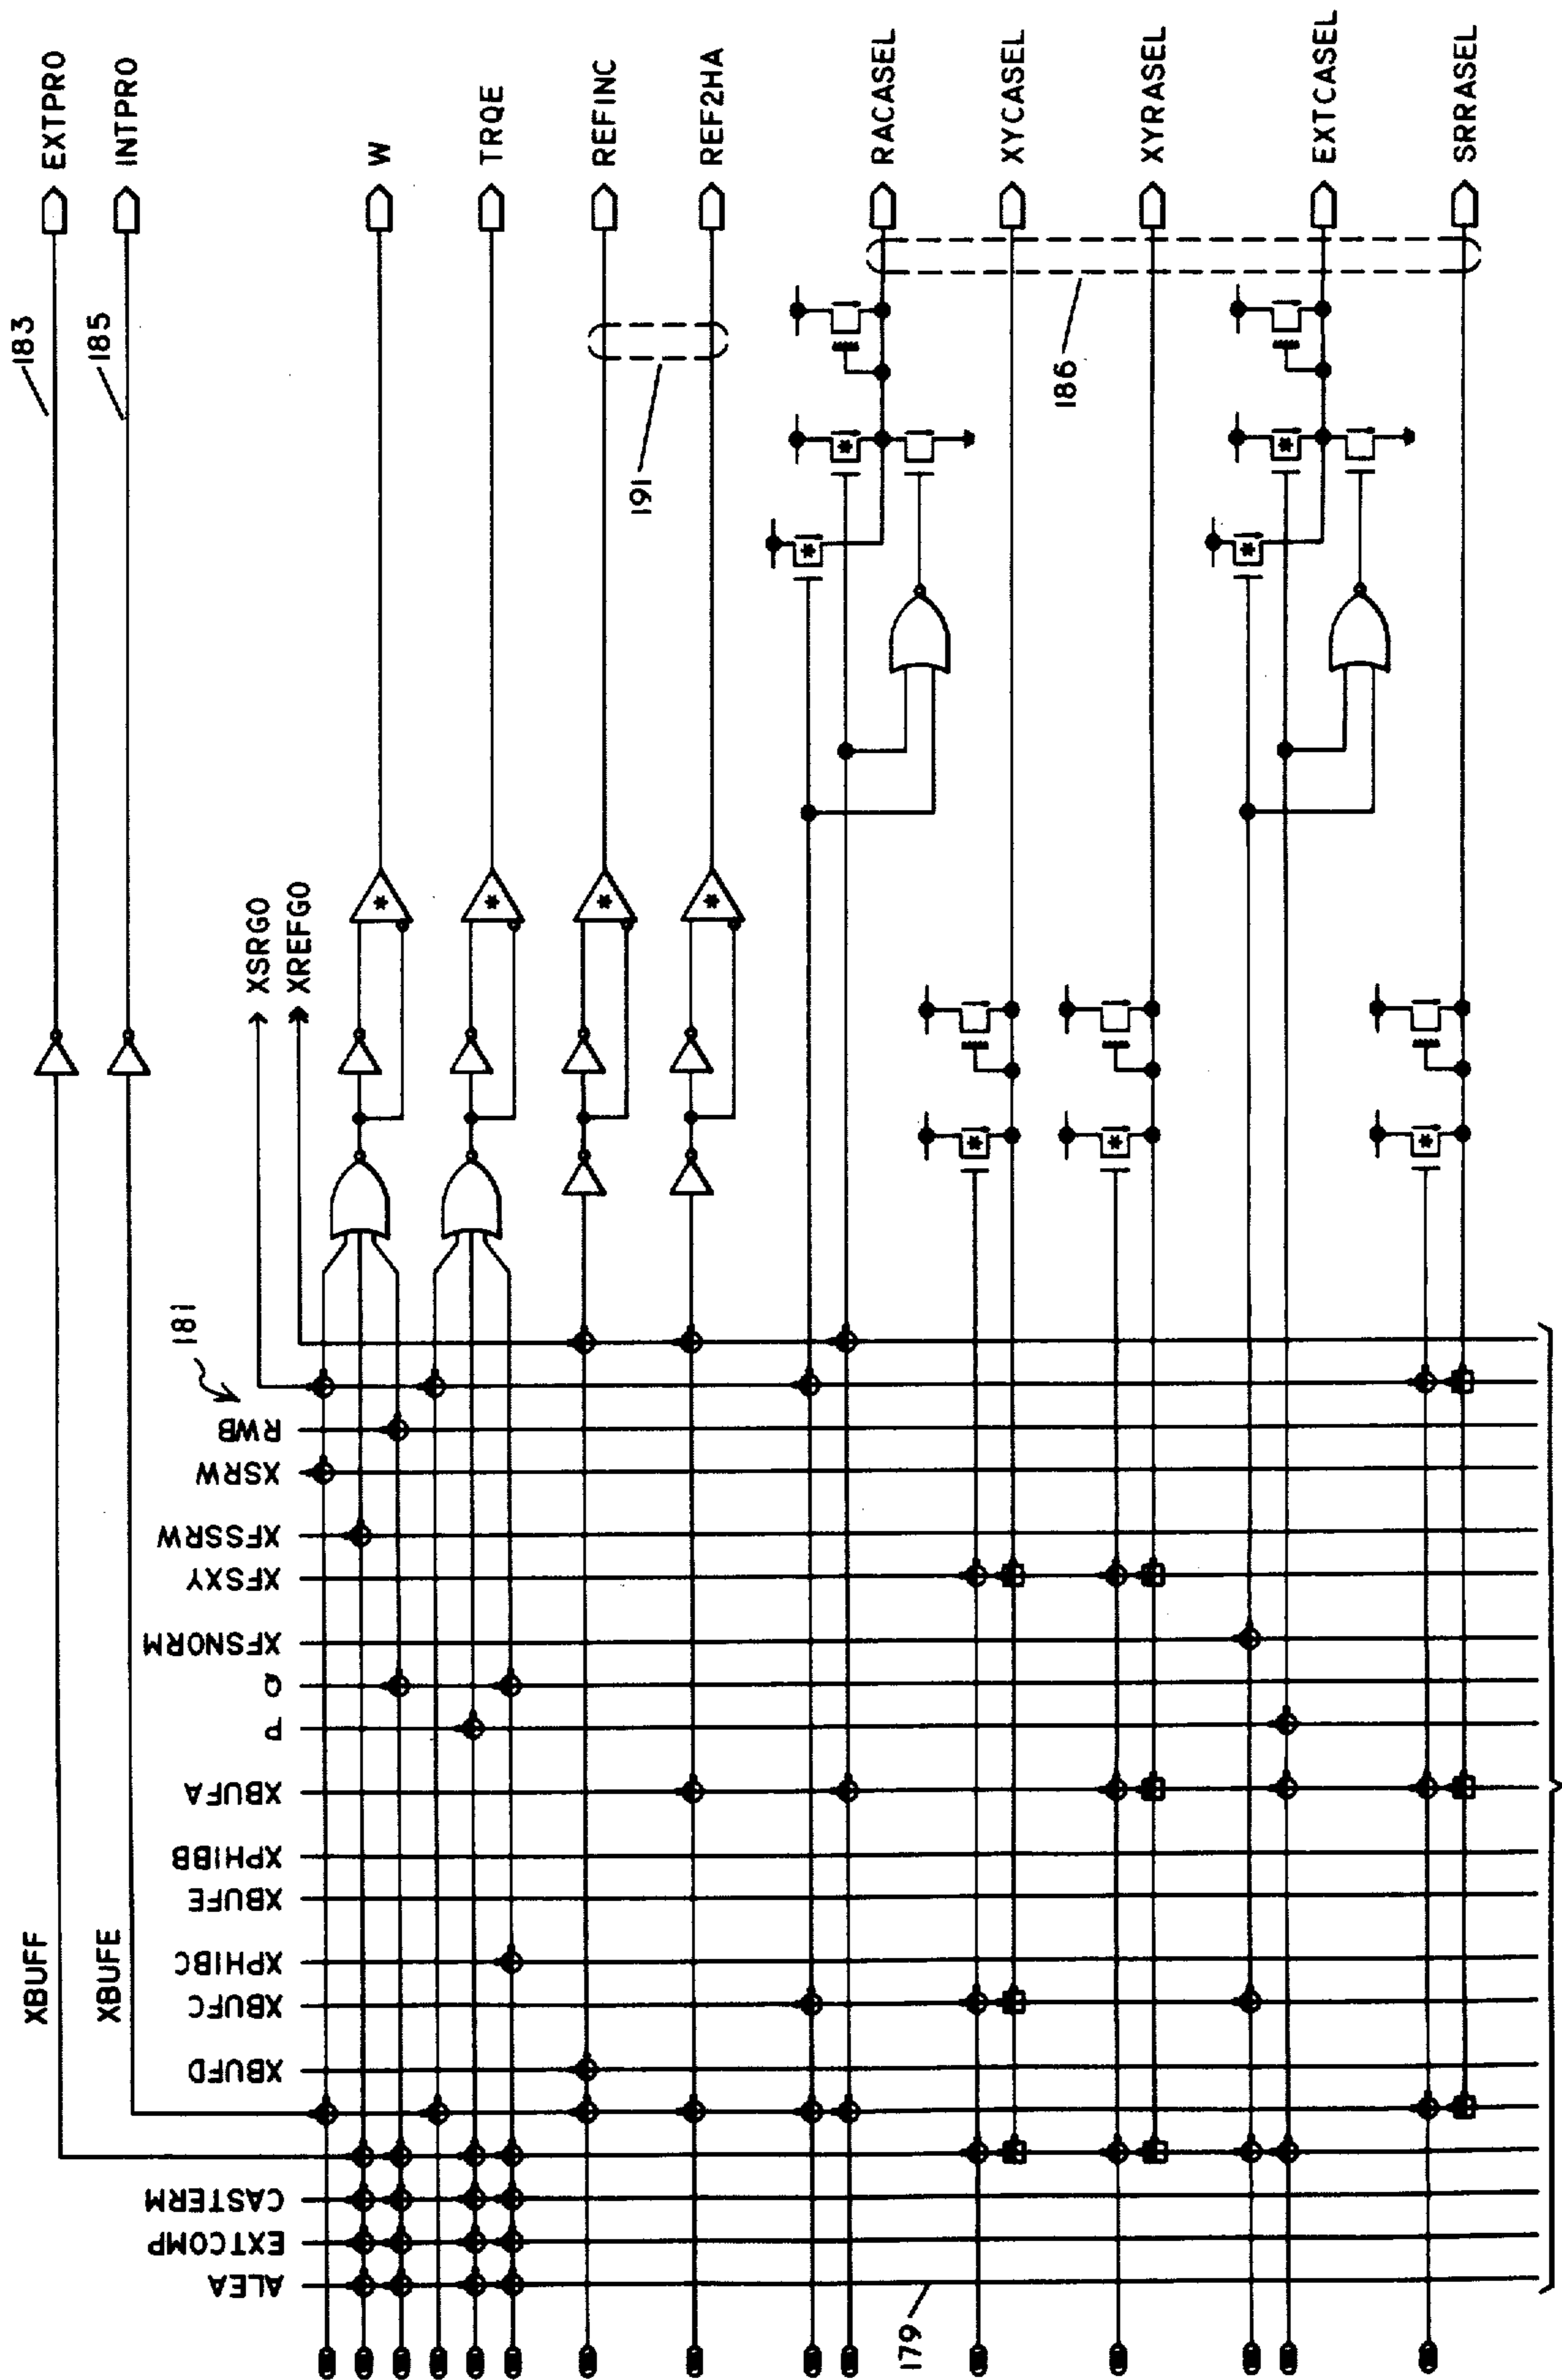 EXTPRO
183
INTPRO
185
XSRGO
XREFGO
W
TRQE
REFINC
REF2HA
191
RACASEL
XYCASEL
XYRASEL
EXTCASEL
SRRASEL
186
181
XBUFF
XBUFE
RWB
XSRW
XFSSRW
XFSXY
XFSNORM
Q
P
XBUFA
XPHIBB
XBUFE
XPHIBC
XBUFC
XBUFD
CASTERM
EXTCOMP
ALEA
179